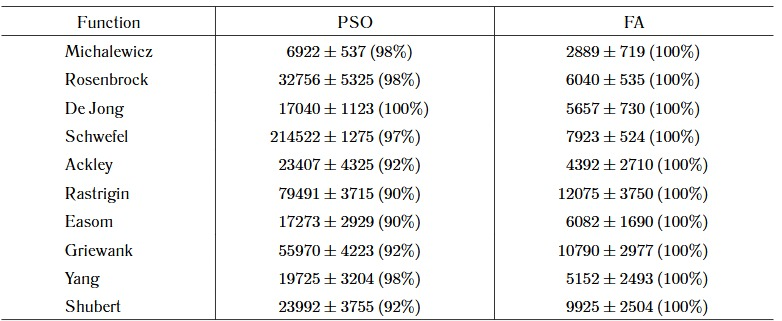 Function PSO FA
Michalewicz 6922 ± 537 (98%) 2889 ± 719 (100%)
Rosenbrock 32756 ± 5325 (98%) 6040 ± 535 (100%)
De Jong 17040 ± 1123 (100%) 5657 ± 730 (100%)
Schwefel 214522 ± 1275 (97%) 7923 ± 524 (100%)
Ackley 23407 ± 4325 (92%) 4392 ± 2710 (100%)
Rastrigin 79491 ± 3715 (90%) 12075 ± 3750 (100%)
Easom 17273 ± 2929 (90%) 6082 ± 1690 (100%)
Griewank 55970 ± 4223 (92%) 10790 ± 2977 (100%)
Yang 19725 ± 3204 (98%) 5152 ± 2493 (100%)
Shubert 23992 ± 3755 (92%) 9925 ± 2504 (100%)